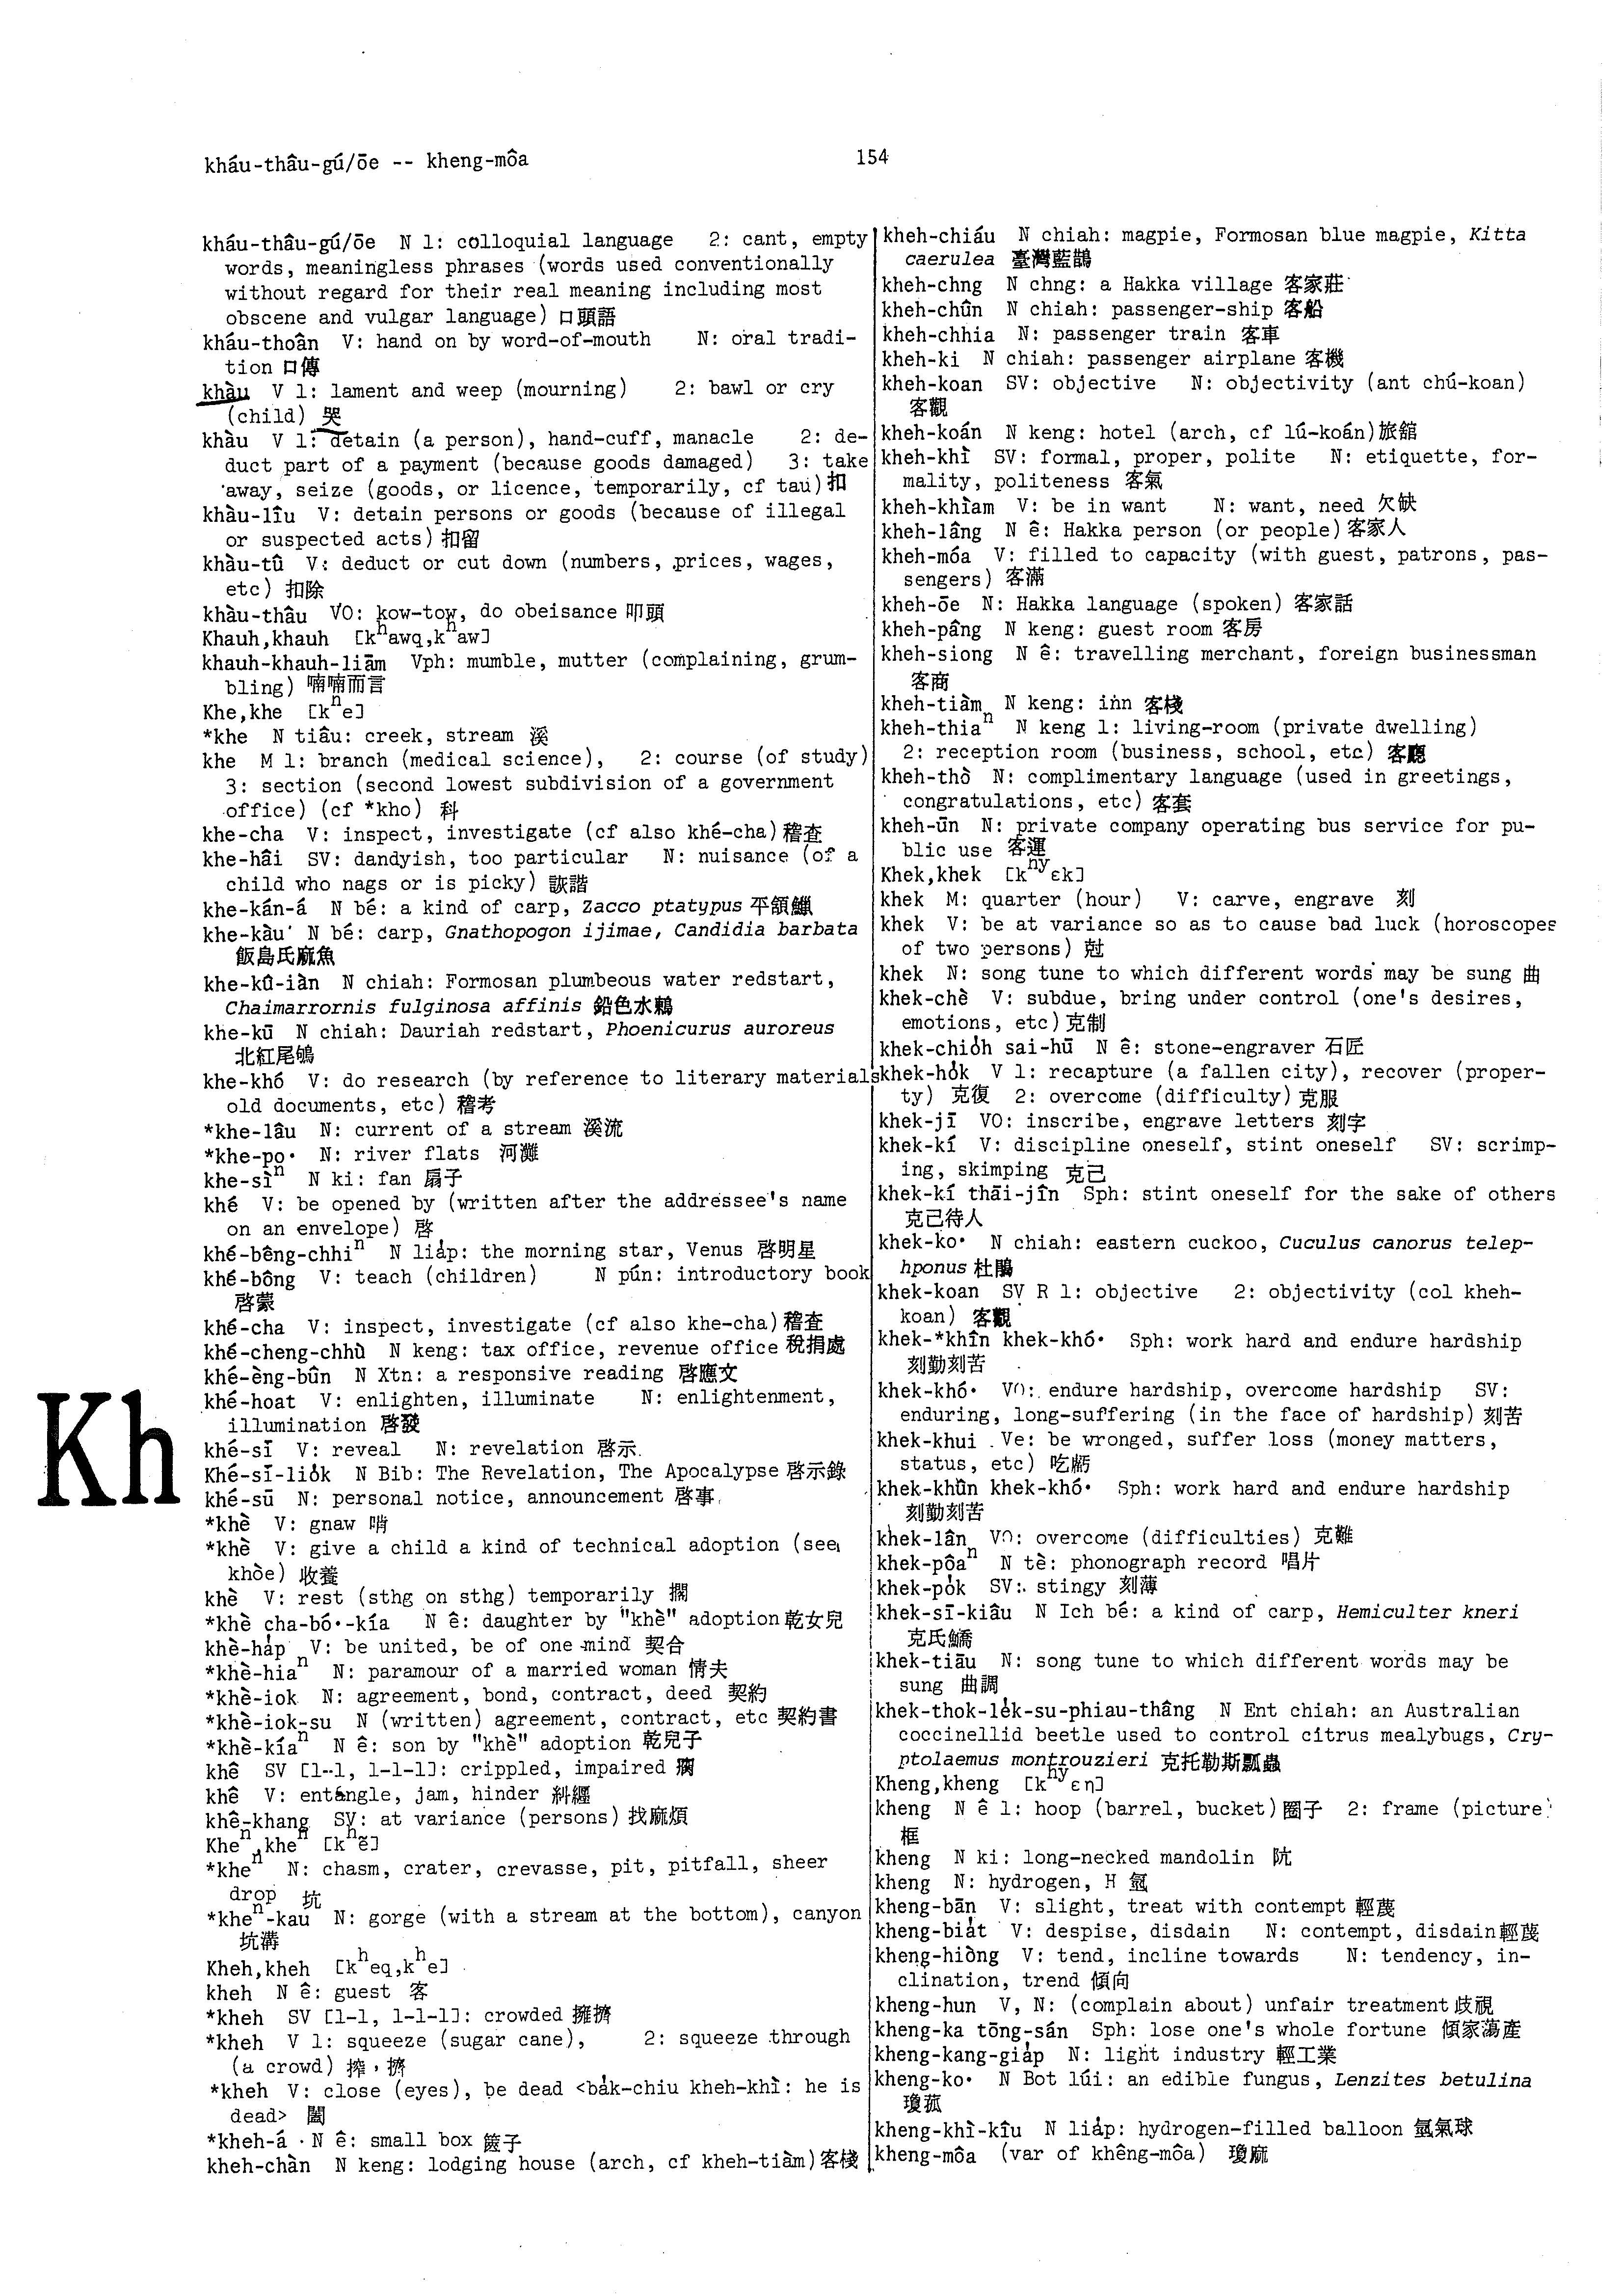 kháu-thâu-gú/ōe -- kheng-môa
154
kháu-thâu-gú/ōe N 1: colloquial language 2: cant, empty
words, meaningless phrases (words used conventionally
without regard for their real meaning including most
obscene and vulgar language) 口頭語
kháu-thoân V: hand on by word-of-mouth N: oral tradi-
tion 口傳
khàu V 1: lament and weep (mourning) 2: bawl or cry
(child) 哭
khàu V 1: detain (a person), hand-cuff, manacle 2: de-
duct part of a payment (because goods damaged) 3: take
away, seize (goods, or licence, temporarily, cf tau) 扣
khàu-lîu V: detain persons or goods (because of illegal
or suspected acts) 扣留
khàu-tû V: deduct or cut down (numbers, prices, wages,
etc) 扣除
khàu-thâu VO: kow-tow, do obeisance 叩頭
Khauh,khauh [kʰawq,kʰaw]
khauh-khauh-liām Vph: mumble, mutter (complaining, grum-
bling) 喃喃而言
Khe,khe [kʰe]
*khe N tiâu: creek, stream 溪
khe M 1: branch (medical science), 2: course (of study)
3: section (second lowest subdivision of a government
office) (cf *kho) 科
khe-cha V: inspect, investigate (cf also khé-cha) 稽查
khe-hâi SV: dandyish, too particular N: nuisance (of a
child who nags or is picky) 詼諧
khe-kán-á N bé: a kind of carp, Zacco ptatypus 平頷鱲
khe-kàu N bé: carp, Gnathopogon ijimae, Candidia barbata
飯島氏麻魚
khe-kû-iàn N chiah: Formosan plumbeous water redstart,
Chaimarrornis fulginosa affinis 鉛色水鶇
khe-kū N chiah: Dauriah redstart, Phoenicurus auroreus
北紅尾鴝
khe-khó V: do research (by reference to literary materials
old documents, etc) 稽考
*khe-lâu N: current of a stream 溪流
*khe-po· N: river flats 河灘
khe-sìⁿ N ki: fan 扇子
khé V: be opened by (written after the addressee's name
on an envelope) 啓
khé-bêng-chhiⁿ N lia̍p: the morning star, Venus 啓明星
khé-bông V: teach (children) N pún: introductory book
啓蒙
khé-cha V: inspect, investigate (cf also khe-cha) 稽查
khé-cheng-chhù N keng: tax office, revenue office 稅捐處
khé-èng-bûn N Xtn: a responsive reading 啓應文
khé-hoat V: enlighten, illuminate N: enlightenment,
illumination 啓發
khé-sī V: reveal N: revelation 啓示
Khé-sī-lio̍k N Bib: The Revelation, The Apocalypse 啓示錄
khé-sū N: personal notice, announcement 啓事
Kh
*khè V: gnaw 啃
*khè V: give a child a kind of technical adoption (see
khòe) 收養
khè V: rest (sthg on sthg) temporarily 擱
*khè cha-bó·-kía N ê: daughter by "khè" adoption 乾女兒
khè-ha̍p V: be united, be of one mind 契合
*khè-hiaⁿ N: paramour of a married woman 情夫
*khè-iok N: agreement, bond, contract, deed 契約
*khè-iok-su N (written) agreement, contract, etc 契約書
*khè-kíaⁿ N ê: son by "khè" adoption 乾兒子
khê SV [1-1, 1-1-1]: crippled, impaired 瘸
khê V: entangle, jam, hinder 糾纒
khê-khang SV: at variance (persons) 找麻煩
Kheⁿ,kheⁿ [kʰẽ]
*kheⁿ N: chasm, crater, crevasse, pit, pitfall, sheer
drop 坑
*kheⁿ-kau N: gorge (with a stream at the bottom), canyon
坑溝
Kheh,kheh [kʰeq,kʰe]
kheh N ê: guest 客
*kheh SV [1-1, 1-1-1]: crowded 擁擠
*kheh V 1: squeeze (sugar cane), 2: squeeze through
(a crowd) 搾，擠
*kheh V: close (eyes), be dead <ba̍k-chiu kheh-khì: he is
dead> 闔
*kheh-á N ê: small box 篋子
kheh-chàn N keng: lodging house (arch, cf kheh-tiàm) 客棧
kheh-chiáu N chiah: magpie, Formosan blue magpie, Kitta
caerulea 臺灣藍鵲
kheh-chng N chng: a Hakka village 客家莊
kheh-chûn N chiah: passenger-ship 客船
kheh-chhia N: passenger train 客車
kheh-ki N chiah: passenger airplane 客機
kheh-koan SV: objective N: objectivity (ant chú-koan)
客觀
kheh-koán N keng: hotel (arch, cf lú-koán) 旅舘
kheh-khì SV: formal, proper, polite N: etiquette, for-
mality, politeness 客氣
kheh-khìam V: be in want N: want, need 欠缺
kheh-lâng N ê: Hakka person (or people) 客家人
kheh-móa V: filled to capacity (with guest, patrons, pas-
sengers) 客滿
kheh-ōe N: Hakka language (spoken) 客家話
kheh-pâng N keng: guest room 客房
kheh-siong N ê: travelling merchant, foreign businessman
客商
kheh-tiàm N keng: inn 客棧
kheh-thiaⁿ N keng 1: living-room (private dwelling)
2: reception room (business, school, etc) 客廳
kheh-thò N: complimentary language (used in greetings,
congratulations, etc) 客套
kheh-ūn N: private company operating bus service for pu-
blic use 客運
Khek,khek [kʰʸɛk]
khek M: quarter (hour) V: carve, engrave 刻
khek V: be at variance so as to cause bad luck (horoscopes
of two persons) 尅
khek N: song tune to which different words may be sung 曲
khek-chè V: subdue, bring under control (one's desires,
emotions, etc) 克制
khek-chio̍h sai-hū N ê: stone-engraver 石匠
khek-ho̍k V 1: recapture (a fallen city), recover (proper-
ty) 克復 2: overcome (difficulty) 克服
khek-jī VO: inscribe, engrave letters 刻字
khek-kí V: discipline oneself, stint oneself SV: scrimp-
ing, skimping 克己
khek-kí thāi-jîn Sph: stint oneself for the sake of others
克己待人
khek-ko· N chiah: eastern cuckoo, Cuculus canorus telep-
hponus 杜鵑
khek-koan SV R 1: objective 2: objectivity (col kheh-
koan) 客觀
khek-*khîn khek-khó· Sph: work hard and endure hardship
刻勤刻苦
khek-khó· VO: endure hardship, overcome hardship SV:
enduring, long-suffering (in the face of hardship) 刻苦
khek-khui Ve: be wronged, suffer loss (money matters,
status, etc) 吃虧
khek-khûn khek-khó· Sph: work hard and endure hardship
刻勤刻苦
khek-lân VO: overcome (difficulties) 克難
khek-pôaⁿ N tè: phonograph record 唱片
khek-po̍k SV: stingy 刻薄
khek-sī-kiâu N Ich bé: a kind of carp, Hemiculter kneri
克氏鱎
khek-tiāu N: song tune to which different words may be
sung 曲調
khek-thok-le̍k-su-phiau-thâng N Ent chiah: an Australian
coccinellid beetle used to control citrus mealybugs, Cry-
ptolaemus montrouzieri 克托勒斯瓢蟲
Kheng,kheng [kʰʸɛη]
kheng N ê 1: hoop (barrel, bucket) 圈子 2: frame (picture)
框
kheng N ki: long-necked mandolin 阬
kheng N: hydrogen, H 氫
kheng-bān V: slight, treat with contempt 輕蔑
kheng-bia̍t V: despise, disdain N: contempt, disdain 輕蔑
kheng-hiòng V: tend, incline towards N: tendency, in-
clination, trend 傾向
kheng-hun V, N: (complain about) unfair treatment 歧視
kheng-ka tōng-sán Sph: lose one's whole fortune 傾家蕩產
kheng-kang-gia̍p N: light industry 輕工業
kheng-ko· N Bot lúi: an edible fungus, Lenzites betulina
瓊菰
kheng-khì-kîu N lia̍p: hydrogen-filled balloon 氫氣球
kheng-môa (var of khêng-môa) 瓊麻